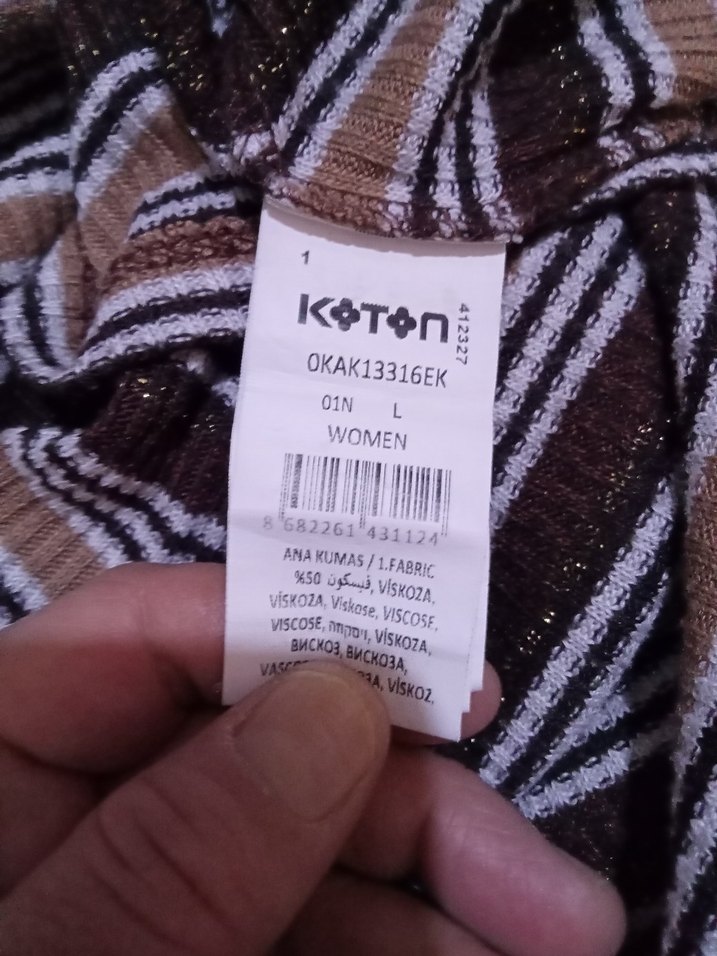 1
KOTON
412327
0KAK13316EK
01N L
WOMEN
8 682261 431124
ANA KUMAS / 1.FABRIC
%50 فيسكون, VİSKOZA,
VİSKOZA, Viskose, VISCOSE,
VISCOSE, ויסקוזה, VİSKOZA,
ВИСКОЗ, ВИСКОЗА,
VİSKOZ,